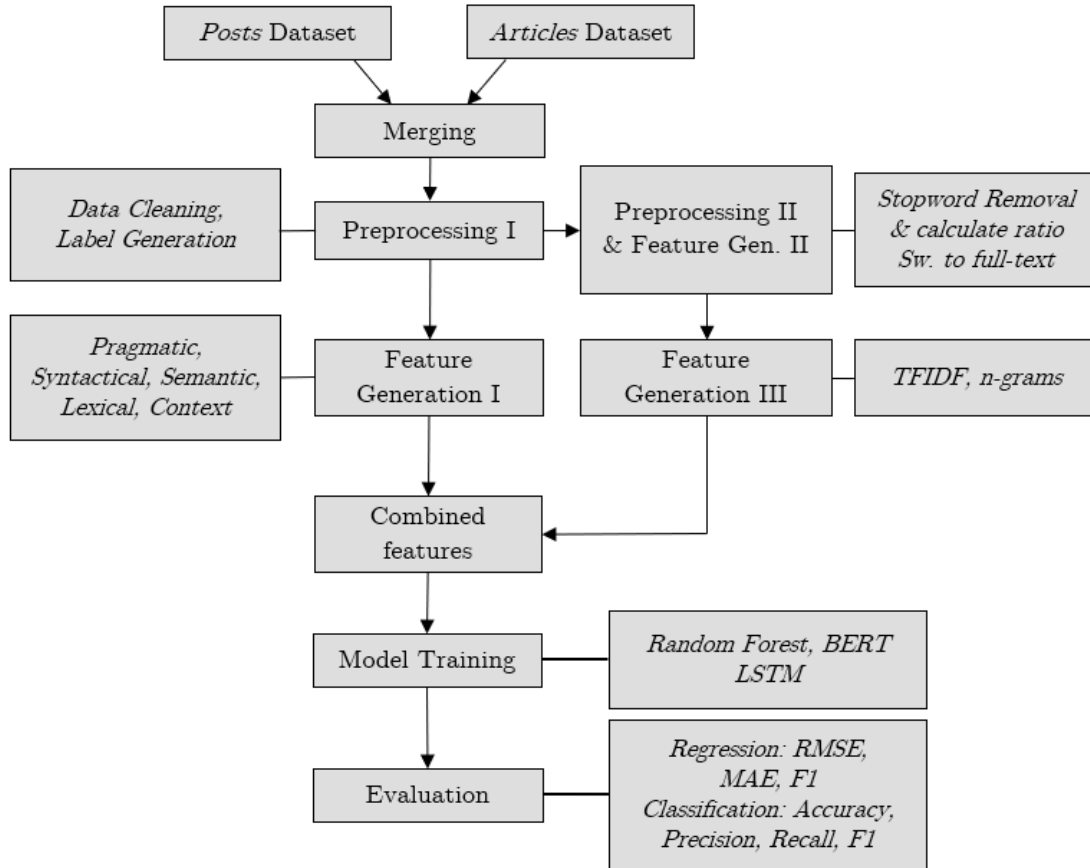 Posts Dataset
Articles Dataset
Merging
Data Cleaning,
Label Generation
Preprocessing I
Preprocessing II
& Feature Gen. II
Stopword Removal
& calculate ratio
Sw. to full-text
Pragmatic,
Syntactical, Semantic,
Lexical, Context
Feature
Generation I
Feature
Generation III
TFIDF, n-grams
Combined
features
Model Training
Random Forest, BERT
LSTM
Evaluation
Regression: RMSE,
MAE, F1
Classification: Accuracy,
Precision, Recall, F1